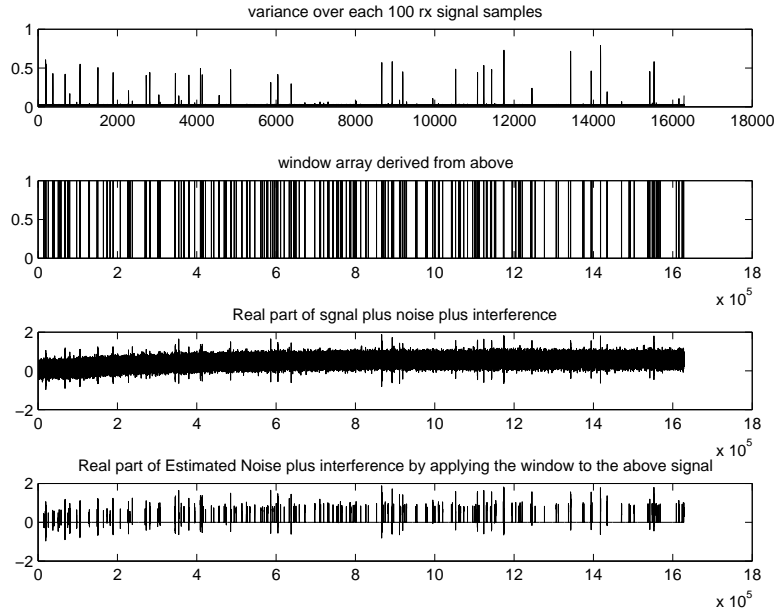 variance over each 100 rx signal samples
1
0.5
0
0 2000 4000 6000 8000 10000 12000 14000 16000 18000
window array derived from above
1
0.5
0
0 2 4 6 8 10 12 14 16 18
x 10^5
Real part of sgnal plus noise plus interference
2
0
−2
0 2 4 6 8 10 12 14 16 18
x 10^5
Real part of Estimated Noise plus interference by applying the window to the above signal
2
0
−2
0 2 4 6 8 10 12 14 16 18
x 10^5